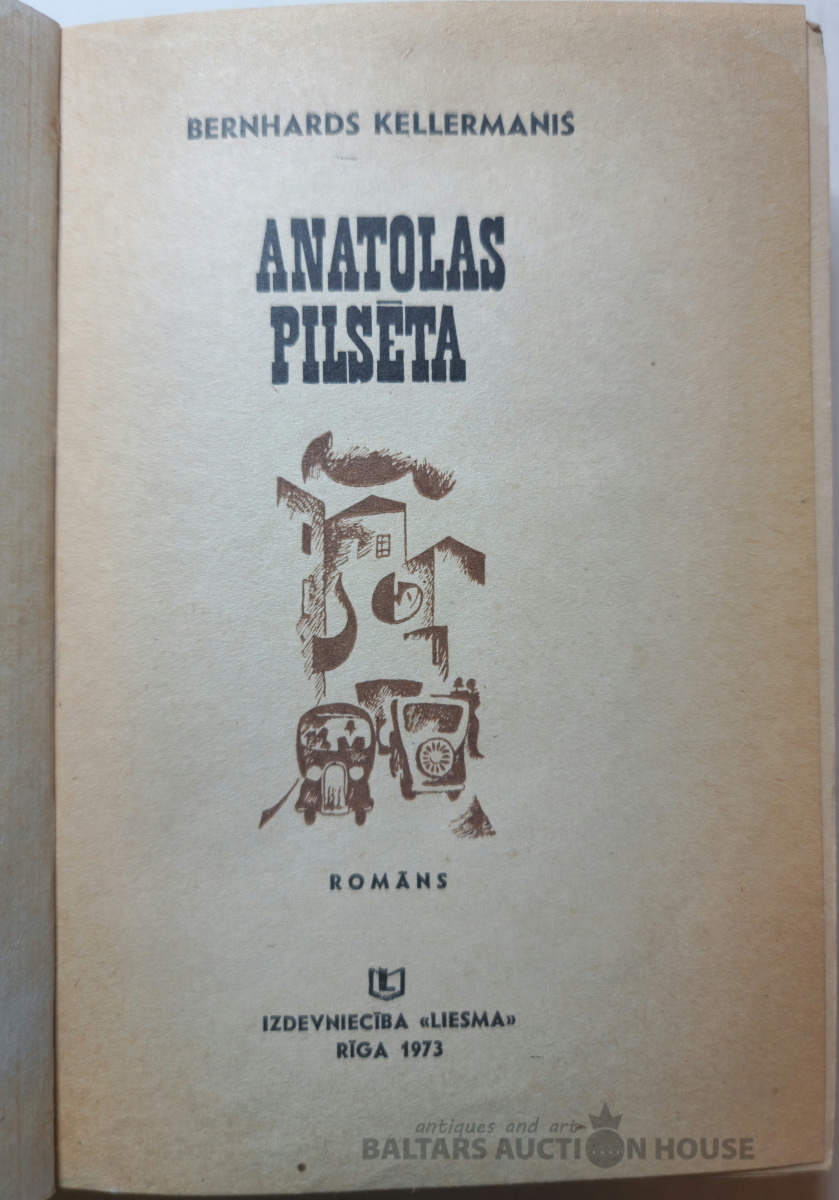 BERNHARDS KELLERMANIS
ANATOLAS
PILSĒTA
ROMĀNS
L
IZDEVNIECĪBA «LIESMA»
RĪGA 1973
antiques and art
BALTARS AUCTION HOUSE